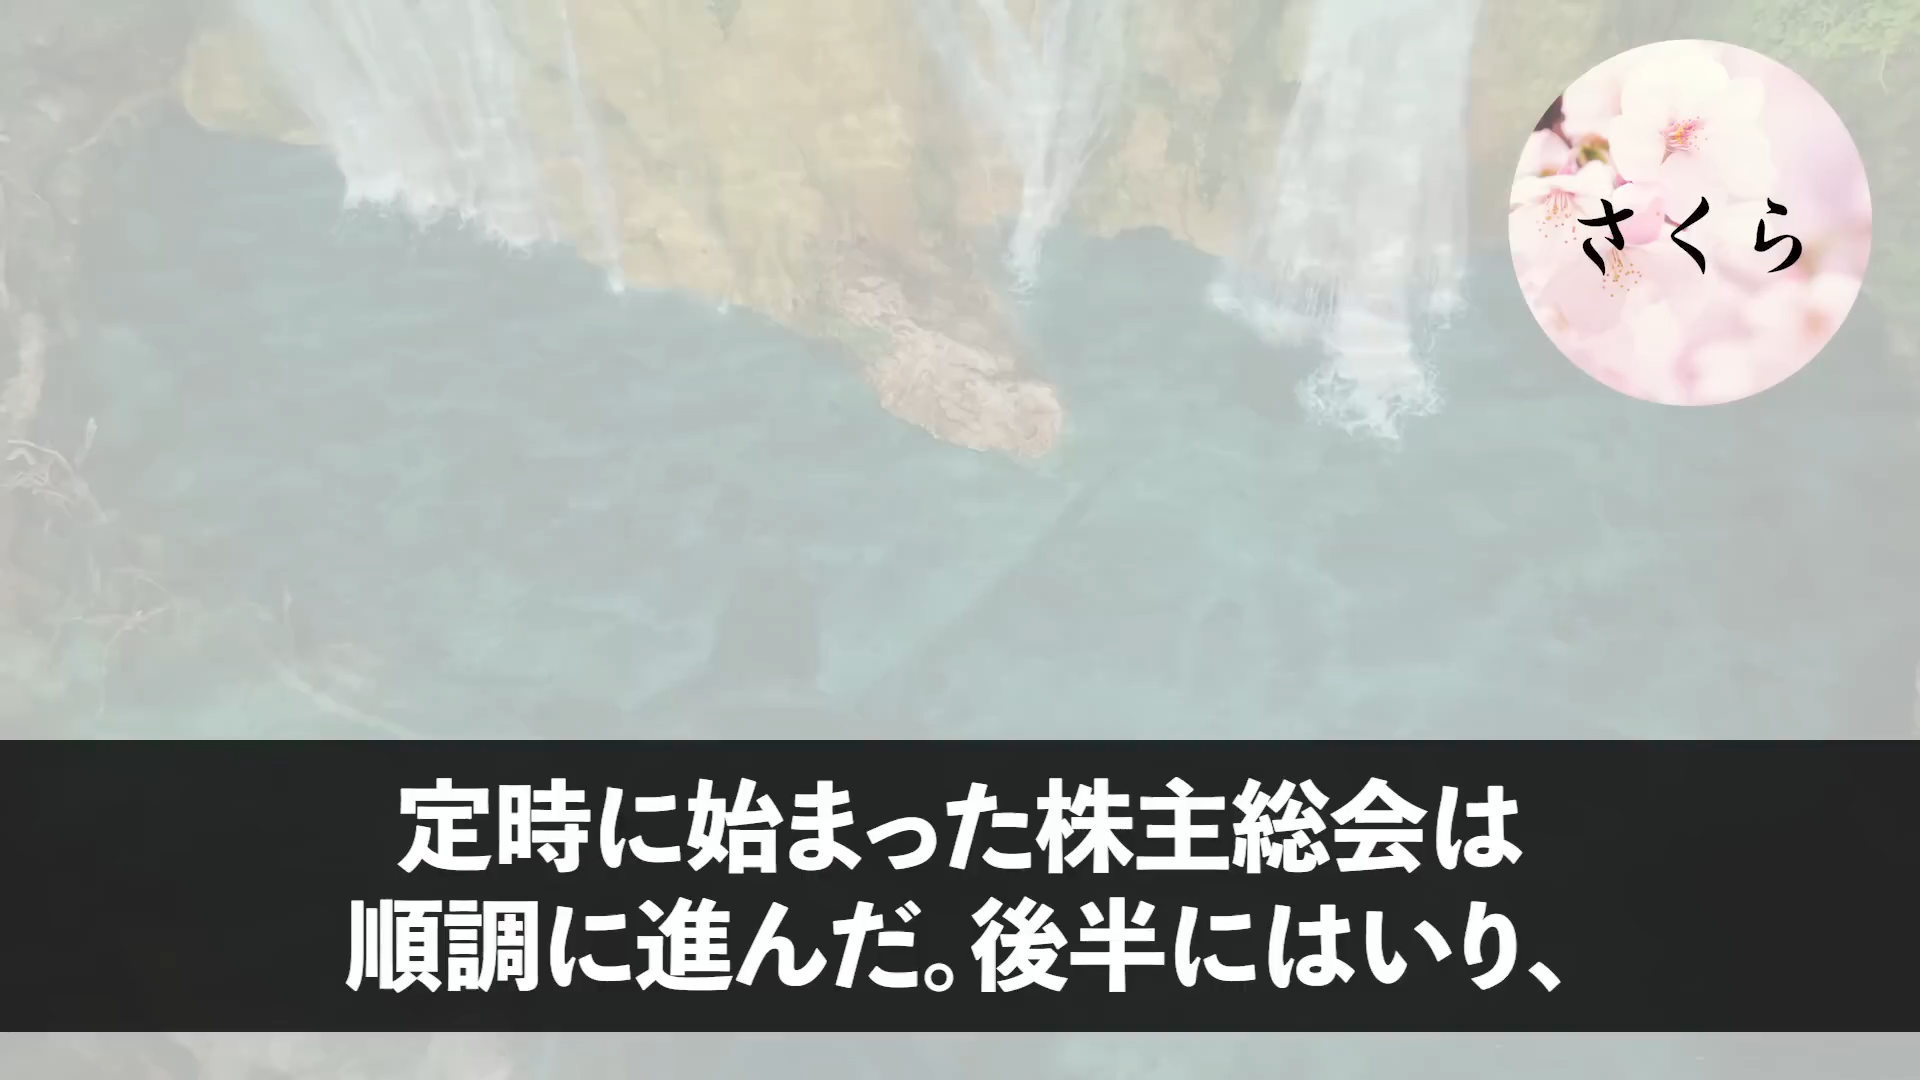 さくら
定時に始まった株主総会は
順調に進んだ。後半にはいり、